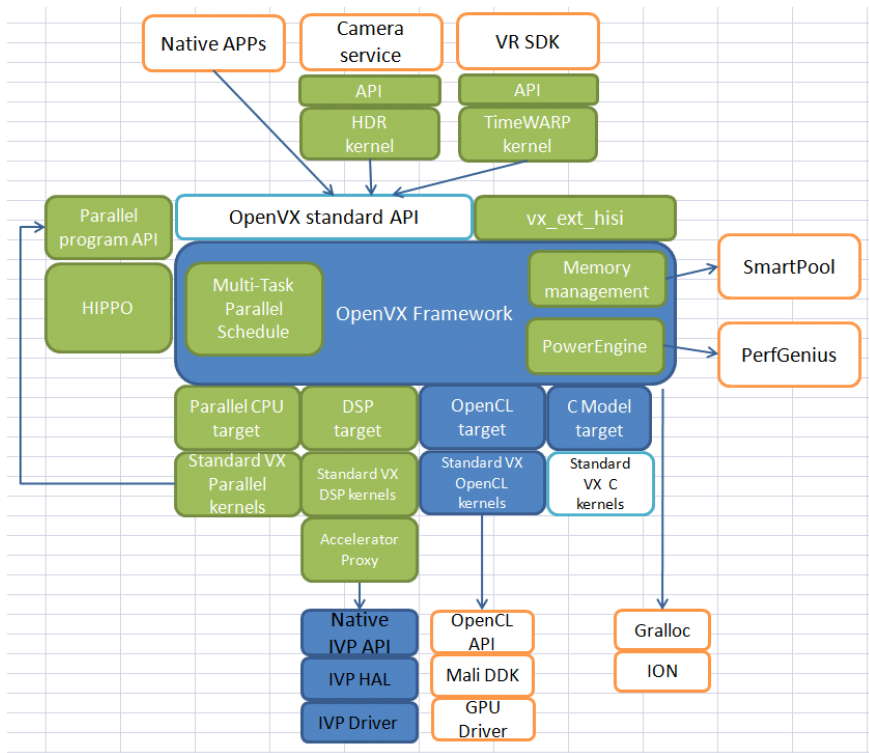 Native APPs
Camera
service
VR SDK
API
API
HDR
kernel
TimeWARP
kernel
Parallel
program API
OpenVX standard API
vx_ext_hisi
HIPPO
Multi-Task
Parallel
Schedule
OpenVX Framework
Memory
management
PowerEngine
SmartPool
PerfGenius
Parallel CPU
target
DSP
target
OpenCL
target
C Model
target
Standard VX
Parallel
kernels
Standard VX
DSP kernels
Standard VX
OpenCL
kernels
Standard
VX C
kernels
Accelerator
Proxy
Native
IVP API
OpenCL
API
Gralloc
IVP HAL
Mali DDK
ION
IVP Driver
GPU
Driver